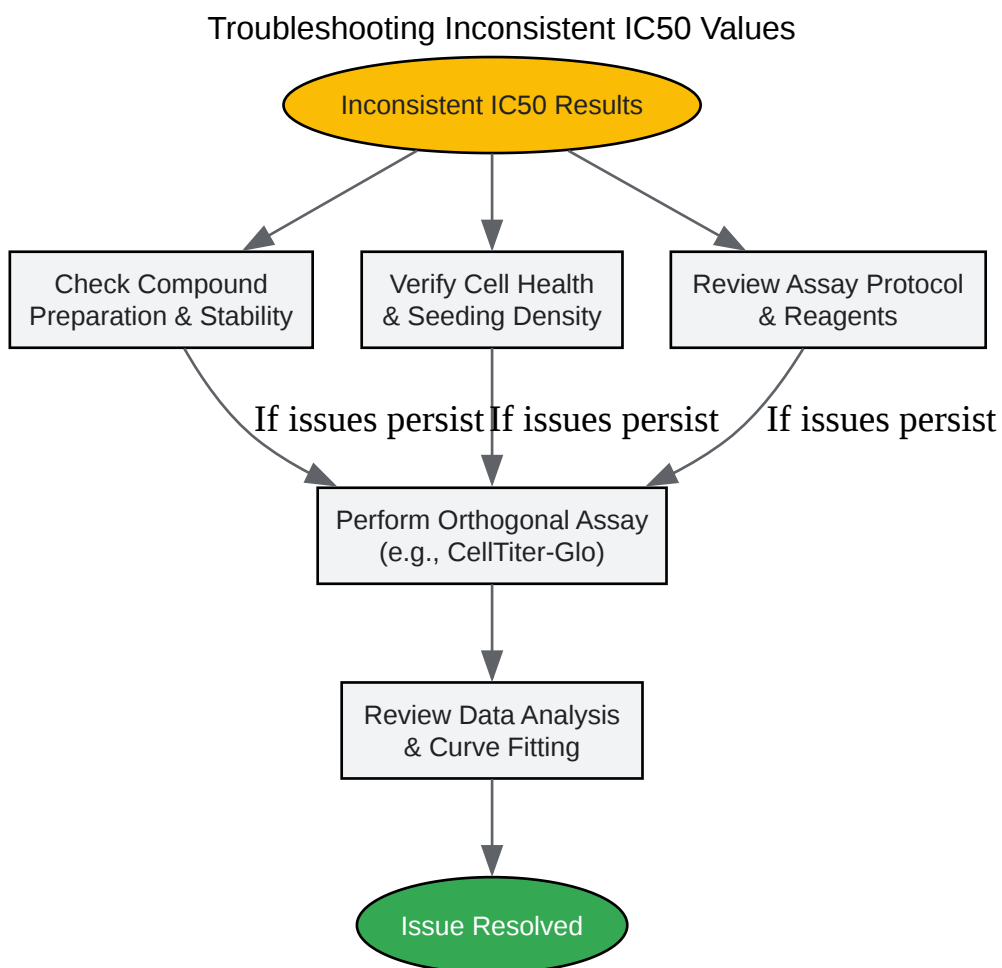 Troubleshooting Inconsistent IC50 Values
Inconsistent IC50 Results
Check Compound
Preparation & Stability
Verify Cell Health
& Seeding Density
Review Assay Protocol
& Reagents
If issues persist
If issues persist
If issues persist
Perform Orthogonal Assay
(e.g., CellTiter-Glo)
Review Data Analysis
& Curve Fitting
Issue Resolved